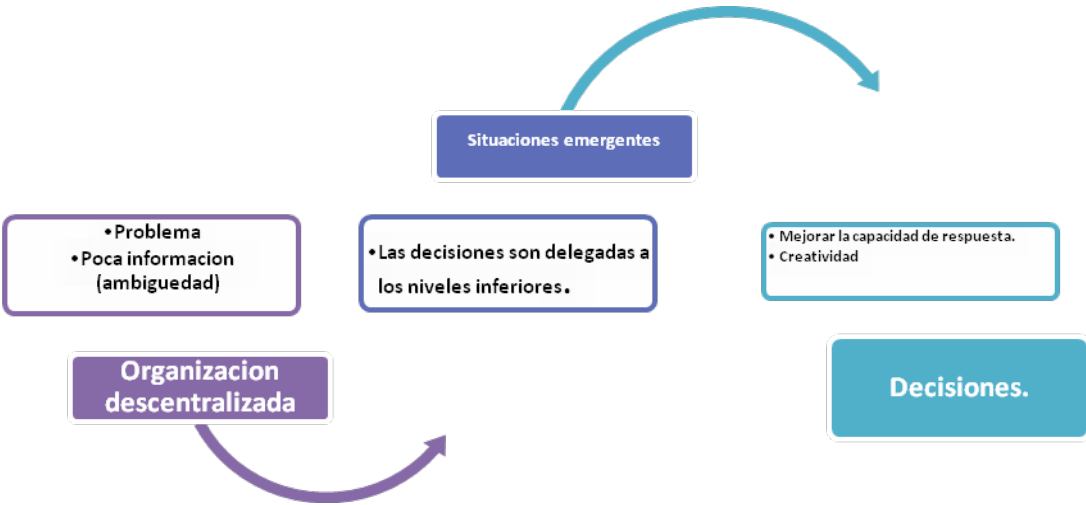 Situaciones emergentes
•Problema
•Poca informacion
(ambiguedad)
•Las decisiones son delegadas a
los niveles inferiores.
• Mejorar la capacidad de respuesta.
• Creatividad
Organizacion
descentralizada
Decisiones.